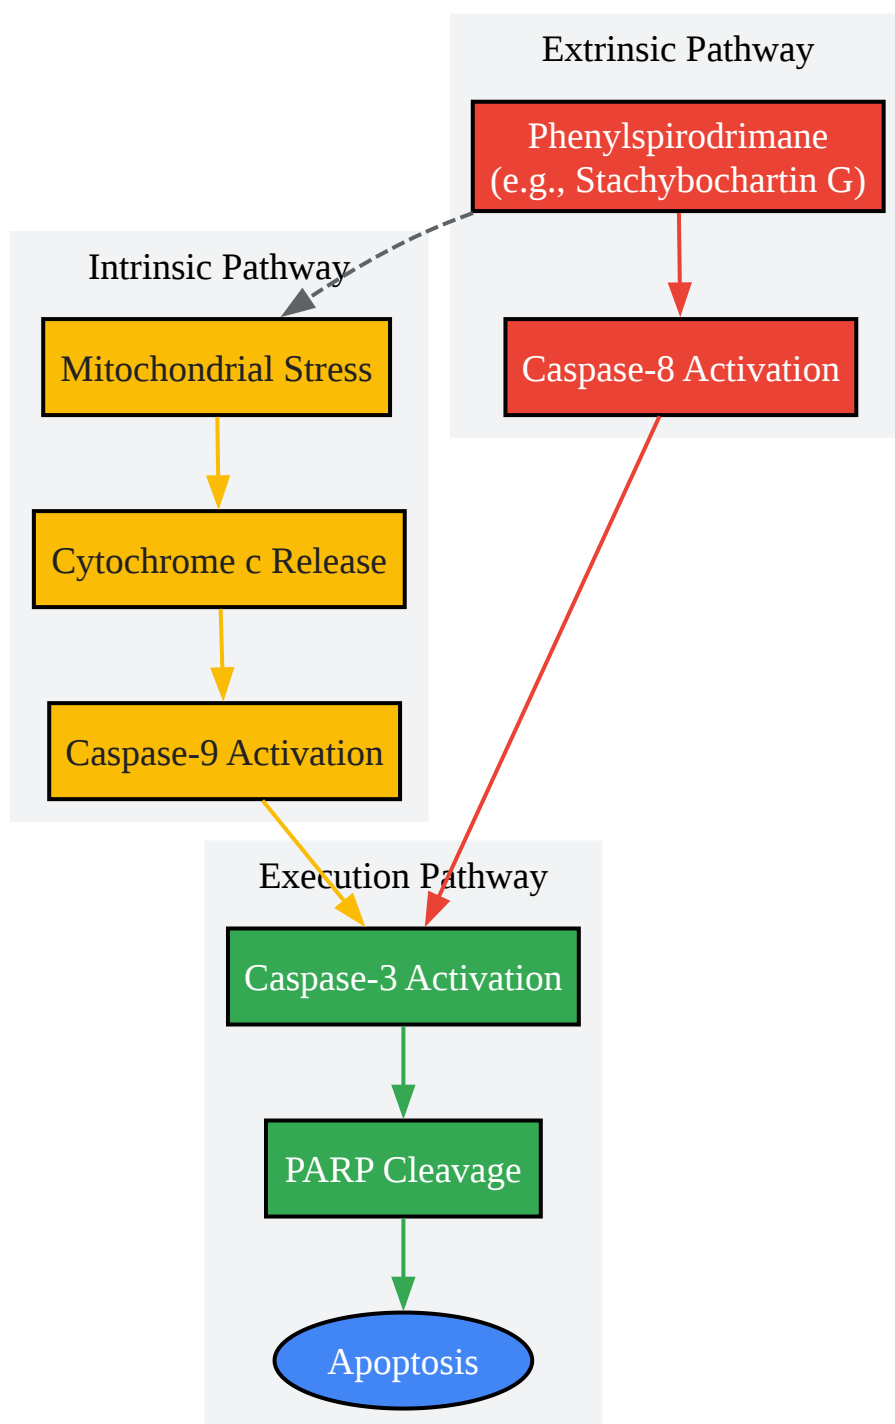 Extrinsic Pathway
Phenylspirodrimane
(e.g., Stachybochartin G)
Intrinsic Pathway
Mitochondrial Stress
Caspase-8 Activation
Cytochrome c Release
Caspase-9 Activation
Execution Pathway
Caspase-3 Activation
PARP Cleavage
Apoptosis